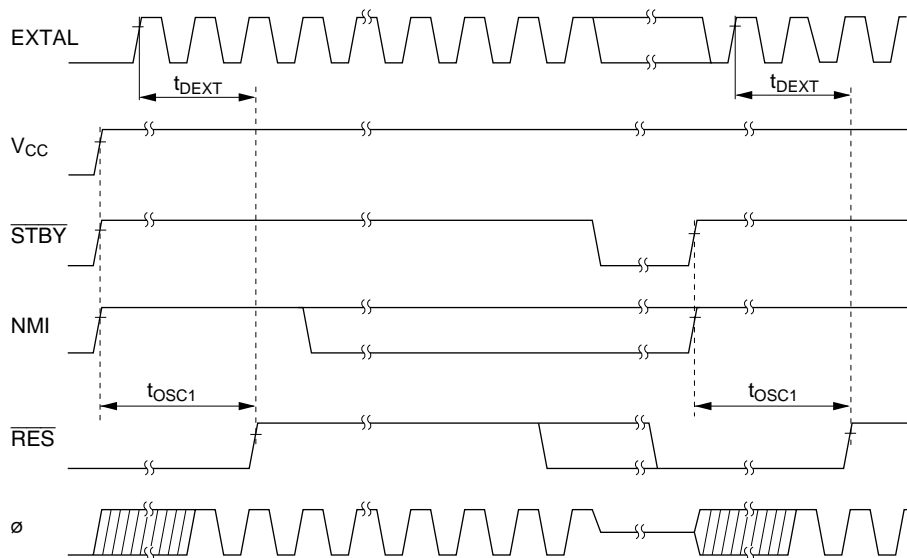 EXTAL
tDEXT tDEXT
VCC
STBY
NMI
tOSC1 tOSC1
RES
ø